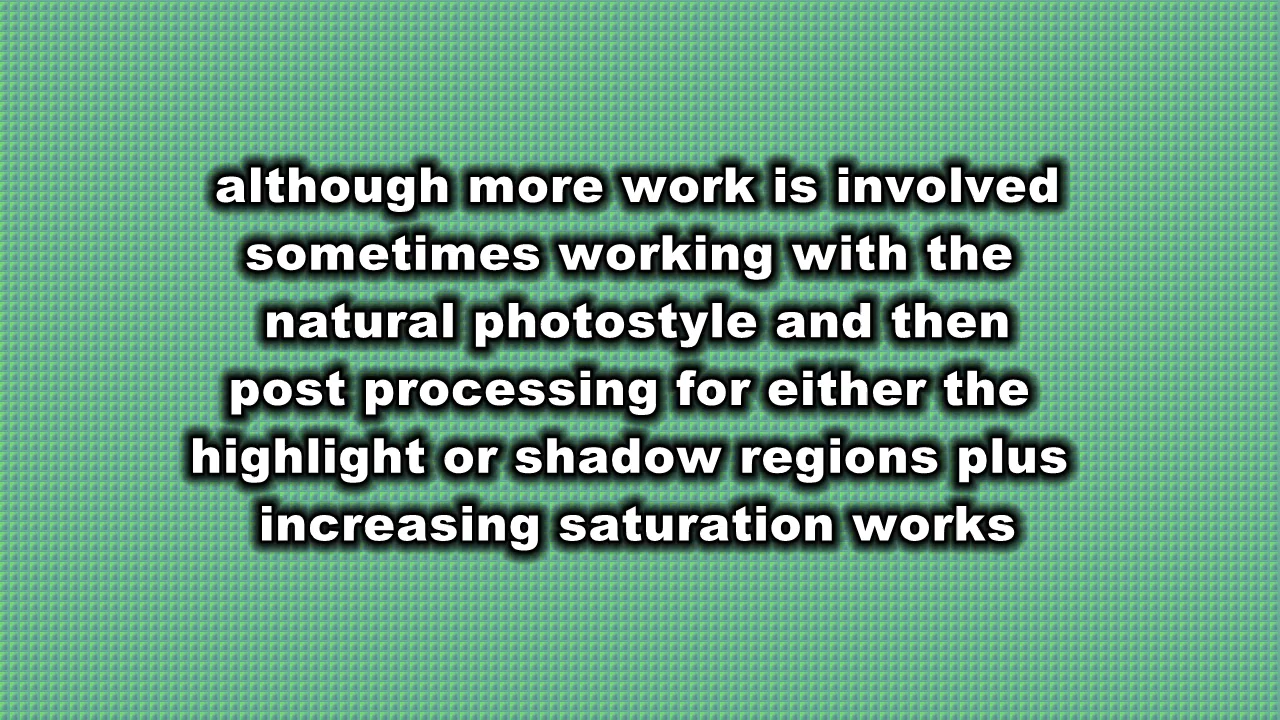 although more work is involved
sometimes working with the
natural photostyle and then
post processing for either the
highlight or shadow regions plus
increasing saturation works